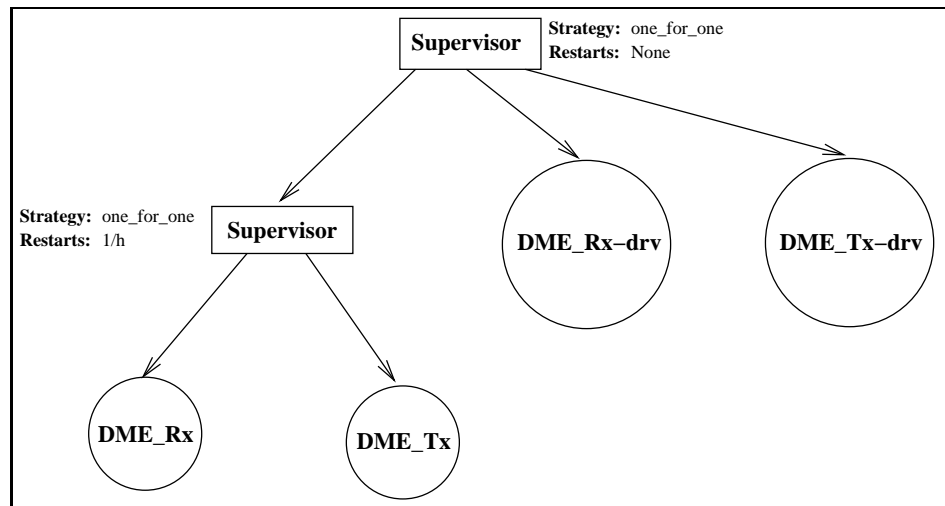 Supervisor
Strategy: one_for_one
Restarts: None
Strategy: one_for_one
Restarts: 1/h
Supervisor
DME_Rx-drv
DME_Tx-drv
DME_Rx
DME_Tx